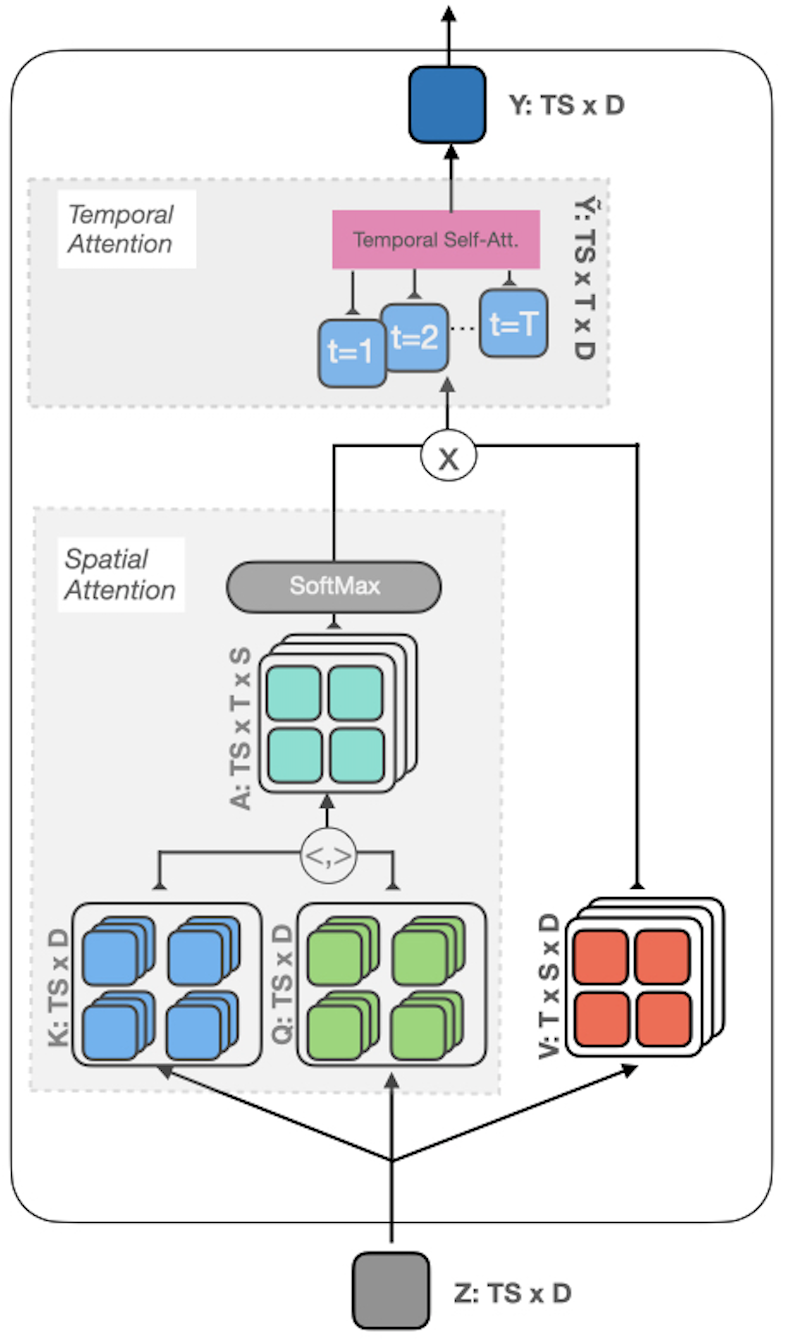 Y: TS x D
Temporal
Attention
Temporal Self-Att.
Ỹ: TS x T x D
t=1
t=2
...
t=T
X
Spatial
Attention
SoftMax
A: TS x T x S
<,>
K: TS x D
Q: TS x D
V: T x S x D
Z: TS x D